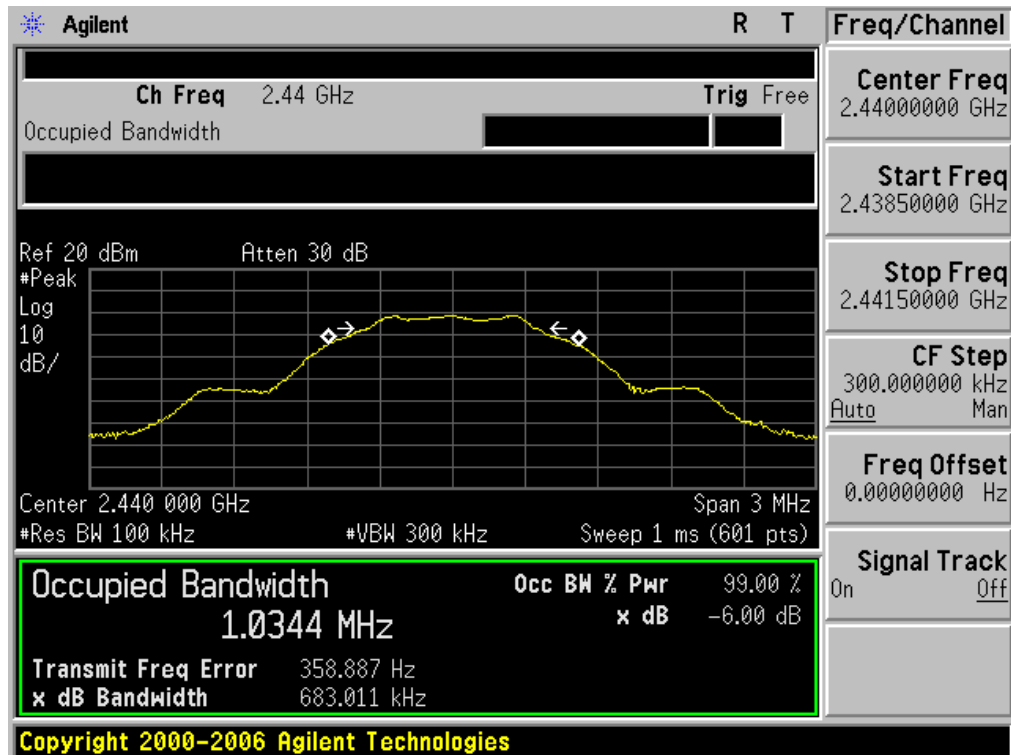 Agilent R T Freq/Channel
Ch Freq 2.44 GHz Trig Free
Occupied Bandwidth
Center Freq
2.44000000 GHz
Start Freq
2.43850000 GHz
Stop Freq
2.44150000 GHz
CF Step
300.000000 kHz
Auto Man
Freq Offset
0.00000000 Hz
Signal Track
On Off
Ref 20 dBm Atten 30 dB
#Peak
Log
10
dB/
Center 2.440 000 GHz Span 3 MHz
#Res BW 100 kHz #VBW 300 kHz Sweep 1 ms (601 pts)
Occupied Bandwidth Occ BW % Pwr 99.00 %
1.0344 MHz x dB -6.00 dB
Transmit Freq Error 358.887 Hz
x dB Bandwidth 683.011 kHz
Copyright 2000-2006 Agilent Technologies